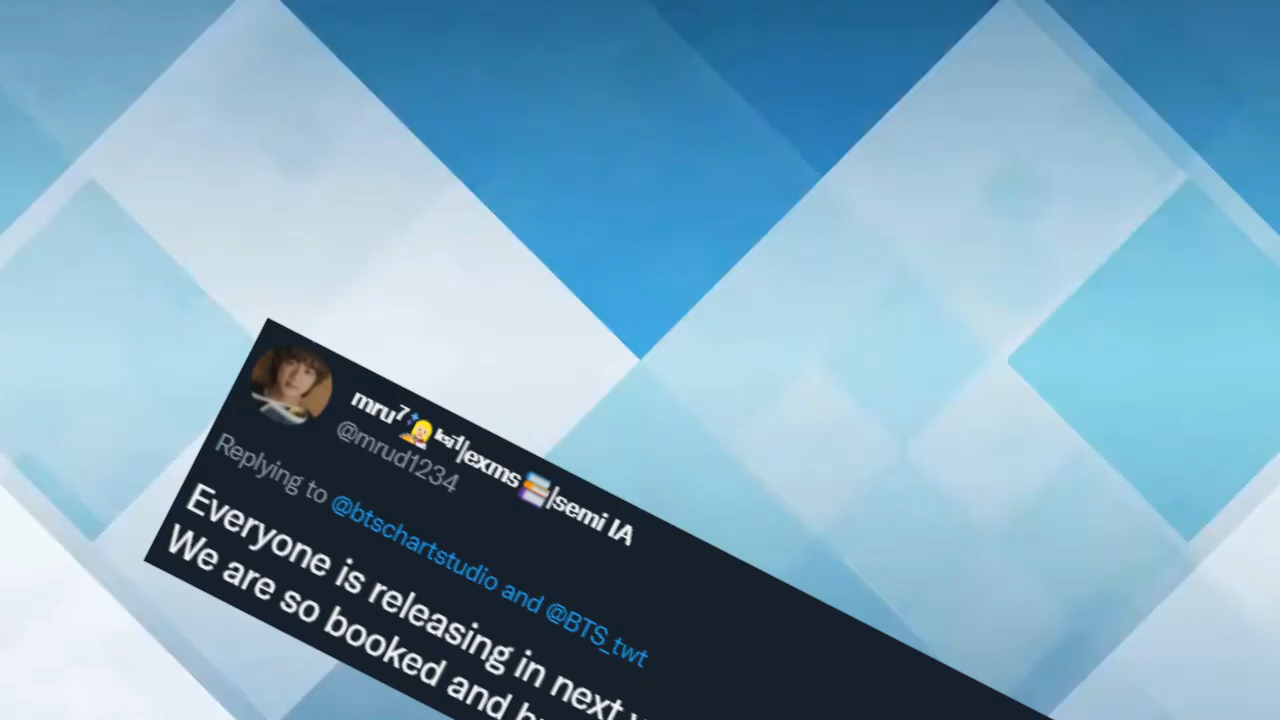 mru⁷✨💁‍♀️ ia¹|exms📚|semi IA
@mrud1234
Replying to @btschartstudio and @BTS_twt
Everyone is releasing in next
We are so booked and